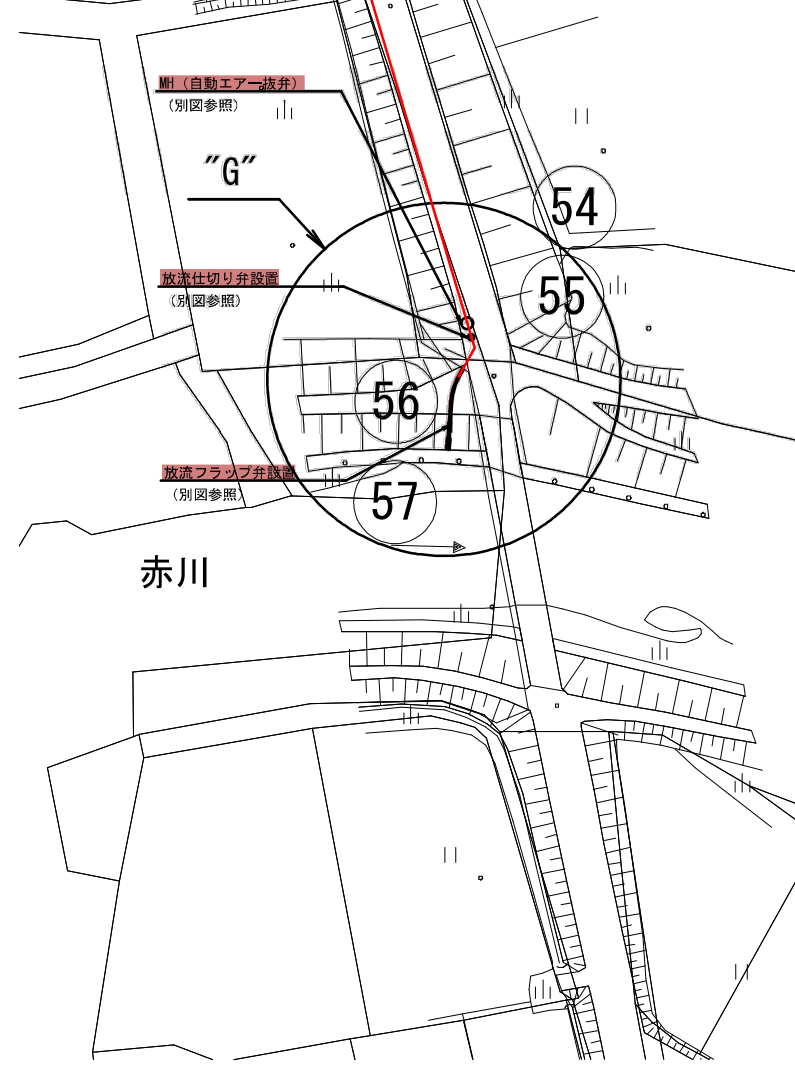 MH（自動エアー抜弁）
（別図参照）
"G"
54
放流仕切り弁設置
（別図参照）
55
56
放流フラップ弁設置
（別図参照）
57
赤川